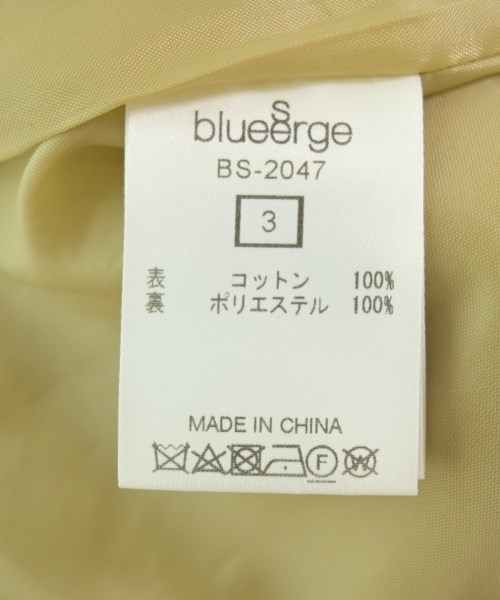 blueserge
BS-2047
3
表 コットン 100%
裏 ポリエステル 100%
MADE IN CHINA
F W